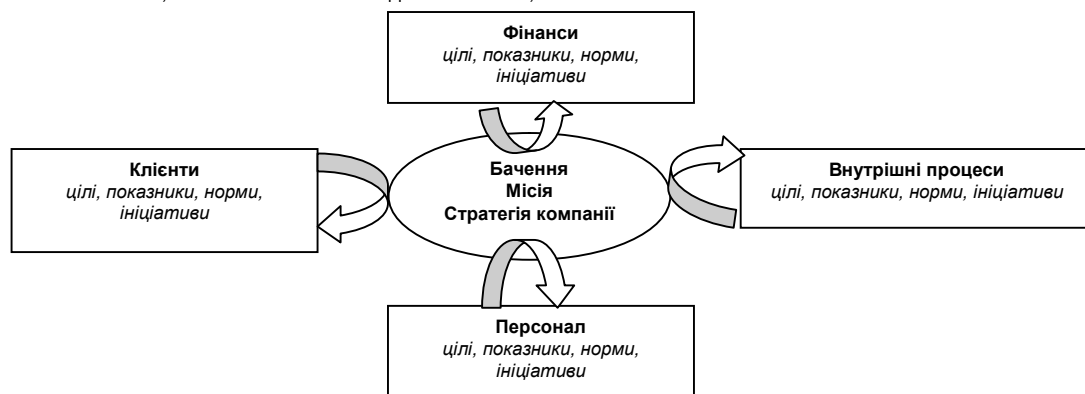 Фінанси
цілі, показники, норми,
ініціативи
Клієнти
цілі, показники, норми,
ініціативи
Бачення
Місія
Стратегія компанії
Внутрішні процеси
цілі, показники, норми, ініціативи
Персонал
цілі, показники, норми,
ініціативи